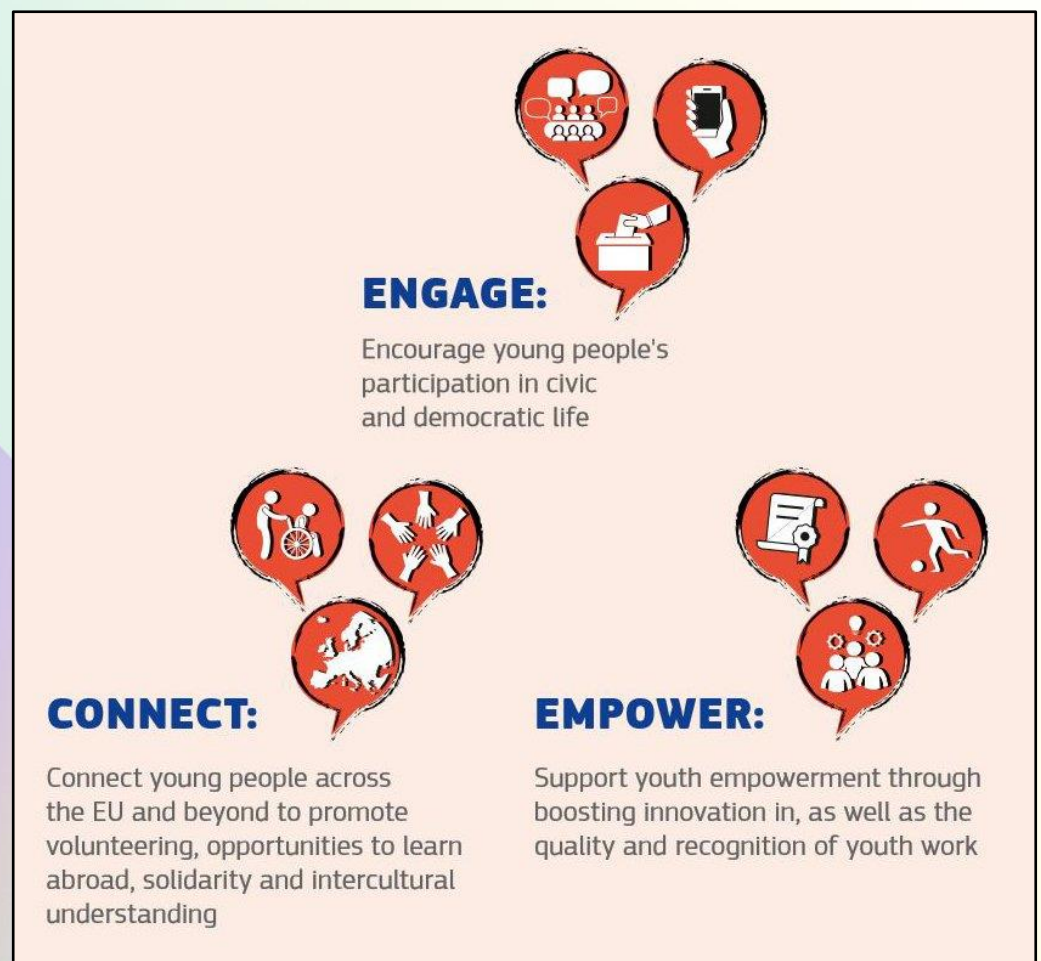 ENGAGE:
Encourage young people's
participation in civic
and democratic life
CONNECT:
Connect young people across
the EU and beyond to promote
volunteering, opportunities to learn
abroad, solidarity and intercultural
understanding
EMPOWER:
Support youth empowerment through
boosting innovation in, as well as the
quality and recognition of youth work